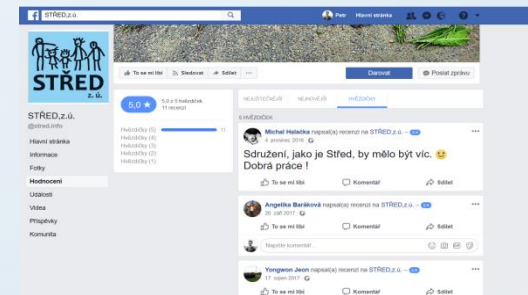 STŘED,z.ú.
Petr
Hlavní stránka
STŘED
z. ú.
To se mi líbí
Sledovat
Sdílet
Darovat
Poslat zprávu
STŘED,z.ú.
@stred.info
Hlavní stránka
Informace
Fotky
Hodnocení
Události
Videa
Příspěvky
Komunita
5,0 ★
5,0 z 5 hvězdiček
11 recenzí
Hvězdičky (5) 11
Hvězdičky (4)
Hvězdičky (3)
Hvězdičky (2)
Hvězdičky (1)
NEJUŽITEČNĚJŠÍ NEJNOVĚJŠÍ HVĚZDIČKY
5 HVĚZDIČEK
Michal Halačka napsal(a) recenzi na STŘED,z.ú. –
4. prosinec 2016
Sdružení, jako je Střed, by mělo být víc. 🙂
Dobrá práce !
To se mi líbí Komentář Sdílet
Angelika Baráková napsal(a) recenzi na STŘED,z.ú. –
26. září 2017
To se mi líbí Komentář Sdílet
Napište komentář
Yongwon Jeon napsal(a) recenzi na STŘED,z.ú. –
17. srpen 2017
To se mi líbí Komentář Sdílet